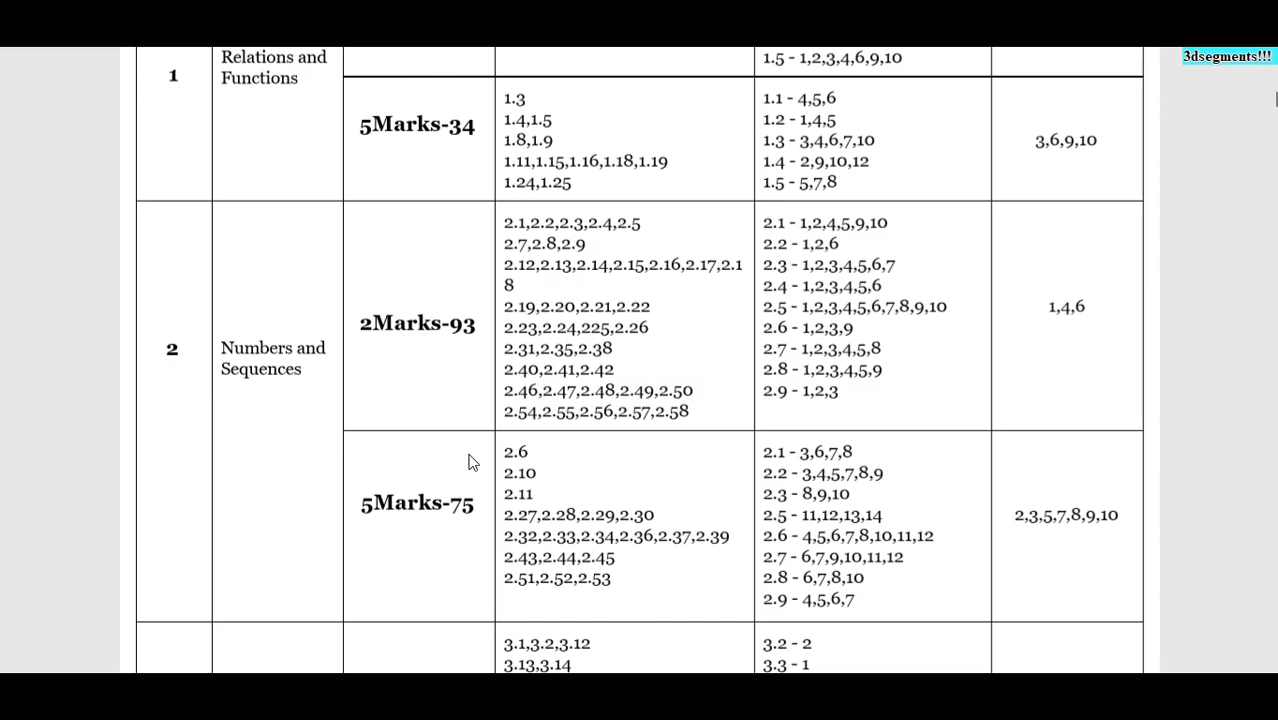 3dsegments!!!
1
Relations and
Functions
1.5 - 1,2,3,4,6,9,10
5Marks-34
1.3
1.4,1.5
1.8,1.9
1.11,1.15,1.16,1.18,1.19
1.24,1.25
1.1 - 4,5,6
1.2 - 1,4,5
1.3 - 3,4,6,7,10
1.4 - 2,9,10,12
1.5 - 5,7,8
3,6,9,10
2
Numbers and
Sequences
2Marks-93
2.1,2.2,2.3,2.4,2.5
2.7,2.8,2.9
2.12,2.13,2.14,2.15,2.16,2.17,2.1
8
2.19,2.20,2.21,2.22
2.23,2.24,225,2.26
2.31,2.35,2.38
2.40,2.41,2.42
2.46,2.47,2.48,2.49,2.50
2.54,2.55,2.56,2.57,2.58
2.1 - 1,2,4,5,9,10
2.2 - 1,2,6
2.3 - 1,2,3,4,5,6,7
2.4 - 1,2,3,4,5,6
2.5 - 1,2,3,4,5,6,7,8,9,10
2.6 - 1,2,3,9
2.7 - 1,2,3,4,5,8
2.8 - 1,2,3,4,5,9
2.9 - 1,2,3
1,4,6
5Marks-75
2.6
2.10
2.11
2.27,2.28,2.29,2.30
2.32,2.33,2.34,2.36,2.37,2.39
2.43,2.44,2.45
2.51,2.52,2.53
2.1 - 3,6,7,8
2.2 - 3,4,5,7,8,9
2.3 - 8,9,10
2.5 - 11,12,13,14
2.6 - 4,5,6,7,8,10,11,12
2.7 - 6,7,9,10,11,12
2.8 - 6,7,8,10
2.9 - 4,5,6,7
2,3,5,7,8,9,10
3.1,3.2,3.12
3.13,3.14
3.2 - 2
3.3 - 1